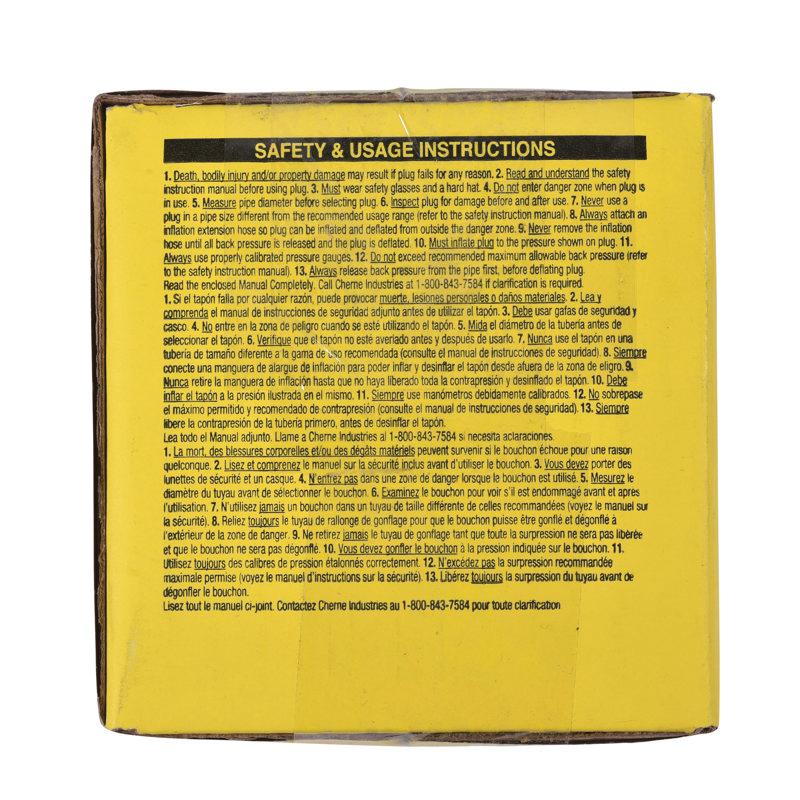 SAFETY & USAGE INSTRUCTIONS
1. Death, bodily injury and/or property damage may result if plug fails for any reason. 2. Read and understand the safety
instruction manual before using plug. 3. Must wear safety glasses and a hard hat. 4. Do not enter danger zone when plug is
in use. 5. Measure pipe diameter before selecting plug. 6. Inspect plug for damage before and after use. 7. Never use a
plug in a pipe size different from the recommended usage range (refer to the safety instruction manual). 8. Always attach an
inflation extension hose so plug can be inflated and deflated from outside the danger zone. 9. Never remove the inflation
hose until all back pressure is released and the plug is deflated. 10. Must inflate plug to the pressure shown on plug. 11.
Always use properly calibrated pressure gauges. 12. Do not exceed recommended maximum allowable back pressure (refer
to the safety instruction manual). 13. Always release back pressure from the pipe first, before deflating plug.
Read the enclosed Manual Completely. Call Cherne Industries at 1-800-843-7584 if clarification is required.
1. Si el tapón falla por cualquier razón, puede provocar muerte, lesiones personales o daños materiales. 2. Lea y
comprenda el manual de instrucciones de seguridad adjunto antes de utilizar el tapón. 3. Debe usar gafas de seguridad y
casco. 4. No entre en la zona de peligro cuando se esté utilizando el tapón. 5. Mida el diámetro de la tubería antes de
seleccionar el tapón. 6. Verifique que el tapón no esté averiado antes y después de usarlo. 7. Nunca use el tapón en una
tubería de tamaño diferente a la gama de uso recomendada (consulte el manual de instrucciones de seguridad). 8. Siempre
conecte una manguera de alargue de inflación para poder inflar y desinflar el tapón desde afuera de la zona de eligro. 9.
Nunca retire la manguera de inflación hasta que no haya liberado toda la contrapresión y desinflado el tapón. 10. Debe
inflar el tapón a la presión ilustrada en el mismo. 11. Siempre use manómetros debidamente calibrados. 12. No sobrepase
el máximo permitido y recomendado de contrapresión (consulte el manual de instrucciones de seguridad). 13. Siempre
libere la contrapresión de la tubería primero, antes de desinflar el tapón.
Lea todo el Manual adjunto. Llame a Cherne Industries al 1-800-843-7584 si necesita aclaraciones.
1. La mort, des blessures corporelles et/ou des dégâts matériels peuvent survenir si le bouchon échoue pour une raison
quelconque. 2. Lisez et comprenez le manuel sur la sécurité inclus avant d'utiliser le bouchon. 3. Vous devez porter des
lunettes de sécurité et un casque. 4. N'entrez pas dans une zone de danger lorsque le bouchon est utilisé. 5. Mesurez le
diamètre du tuyau avant de sélectionner le bouchon. 6. Examinez le bouchon pour voir s'il est endommagé avant et après
l'utilisation. 7. N'utilisez jamais un bouchon dans un tuyau de taille différente de celles recommandées (voyez le manuel sur
la sécurité). 8. Reliez toujours le tuyau de rallonge de gonflage pour que le bouchon puisse être gonflé et dégonflé à
l'extérieur de la zone de danger. 9. Ne retirez jamais le tuyau de gonflage tant que toute la surpression ne sera pas libérée
et que le bouchon ne sera pas dégonflé. 10. Vous devez gonfler le bouchon à la pression indiquée sur le bouchon. 11.
Utilisez toujours des calibres de pression étalonnés correctement. 12. N'excédez pas la surpression recommandée
maximale permise (voyez le manuel d'instructions sur la sécurité). 13. Libérez toujours la surpression du tuyau avant de
dégonfler le bouchon.
Lisez tout le manuel ci-joint. Contactez Cherne Industries au 1-800-843-7584 pour toute clarification